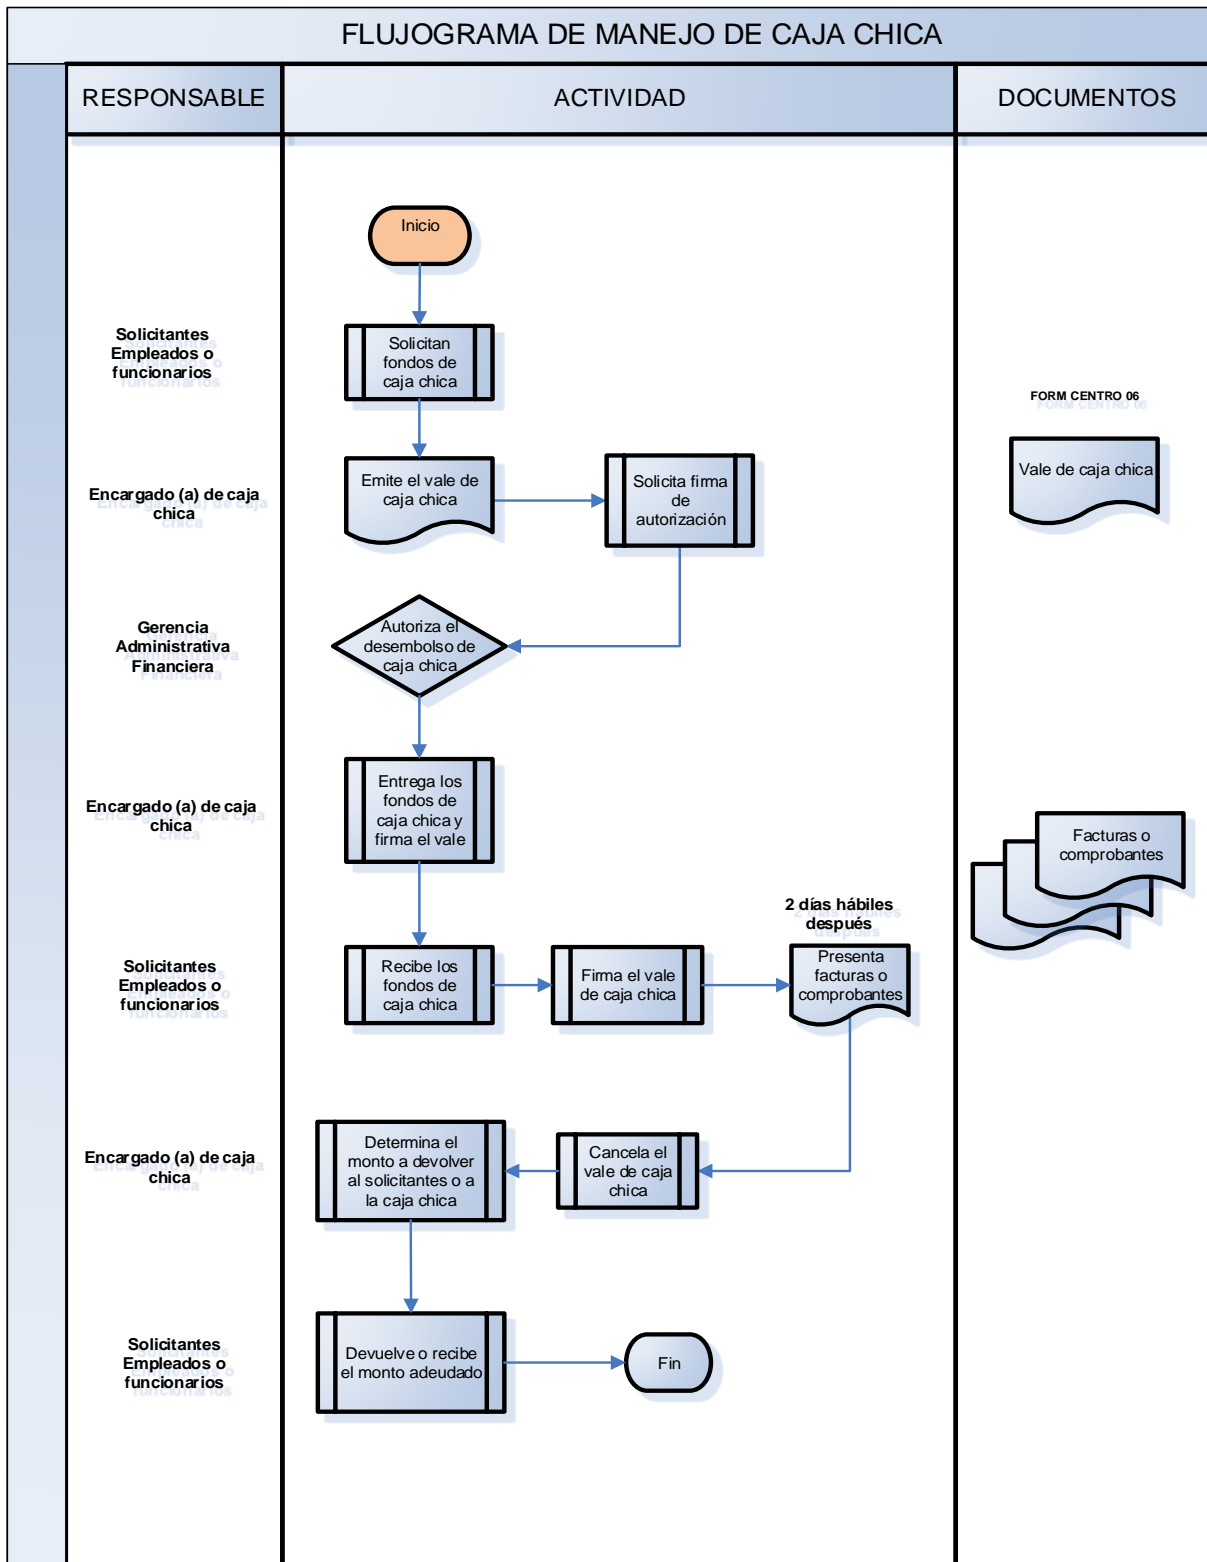 FLUJOGRAMA DE MANEJO DE CAJA CHICA
RESPONSABLE
ACTIVIDAD
DOCUMENTOS
Inicio
Solicitantes
Empleados o
funcionarios
Solicitan
fondos de
caja chica
FORM CENTRO 06
Encargado (a) de caja
chica
Emite el vale de
caja chica
Solicita firma
de
autorización
Vale de caja chica
Gerencia
Administrativa
Financiera
Autoriza el
desembolso de
caja chica
Encargado (a) de caja
chica
Entrega los
fondos de
caja chica y
firma el vale
Facturas o
comprobantes
2 días hábiles
después
Solicitantes
Empleados o
funcionarios
Recibe los
fondos de
caja chica
Firma el vale
de caja chica
Presenta
facturas o
comprobantes
Encargado (a) de caja
chica
Determina el
monto a devolver
al solicitantes o a
la caja chica
Cancela el
vale de caja
chica
Solicitantes
Empleados o
funcionarios
Devuelve o recibe
el monto adeudado
Fin